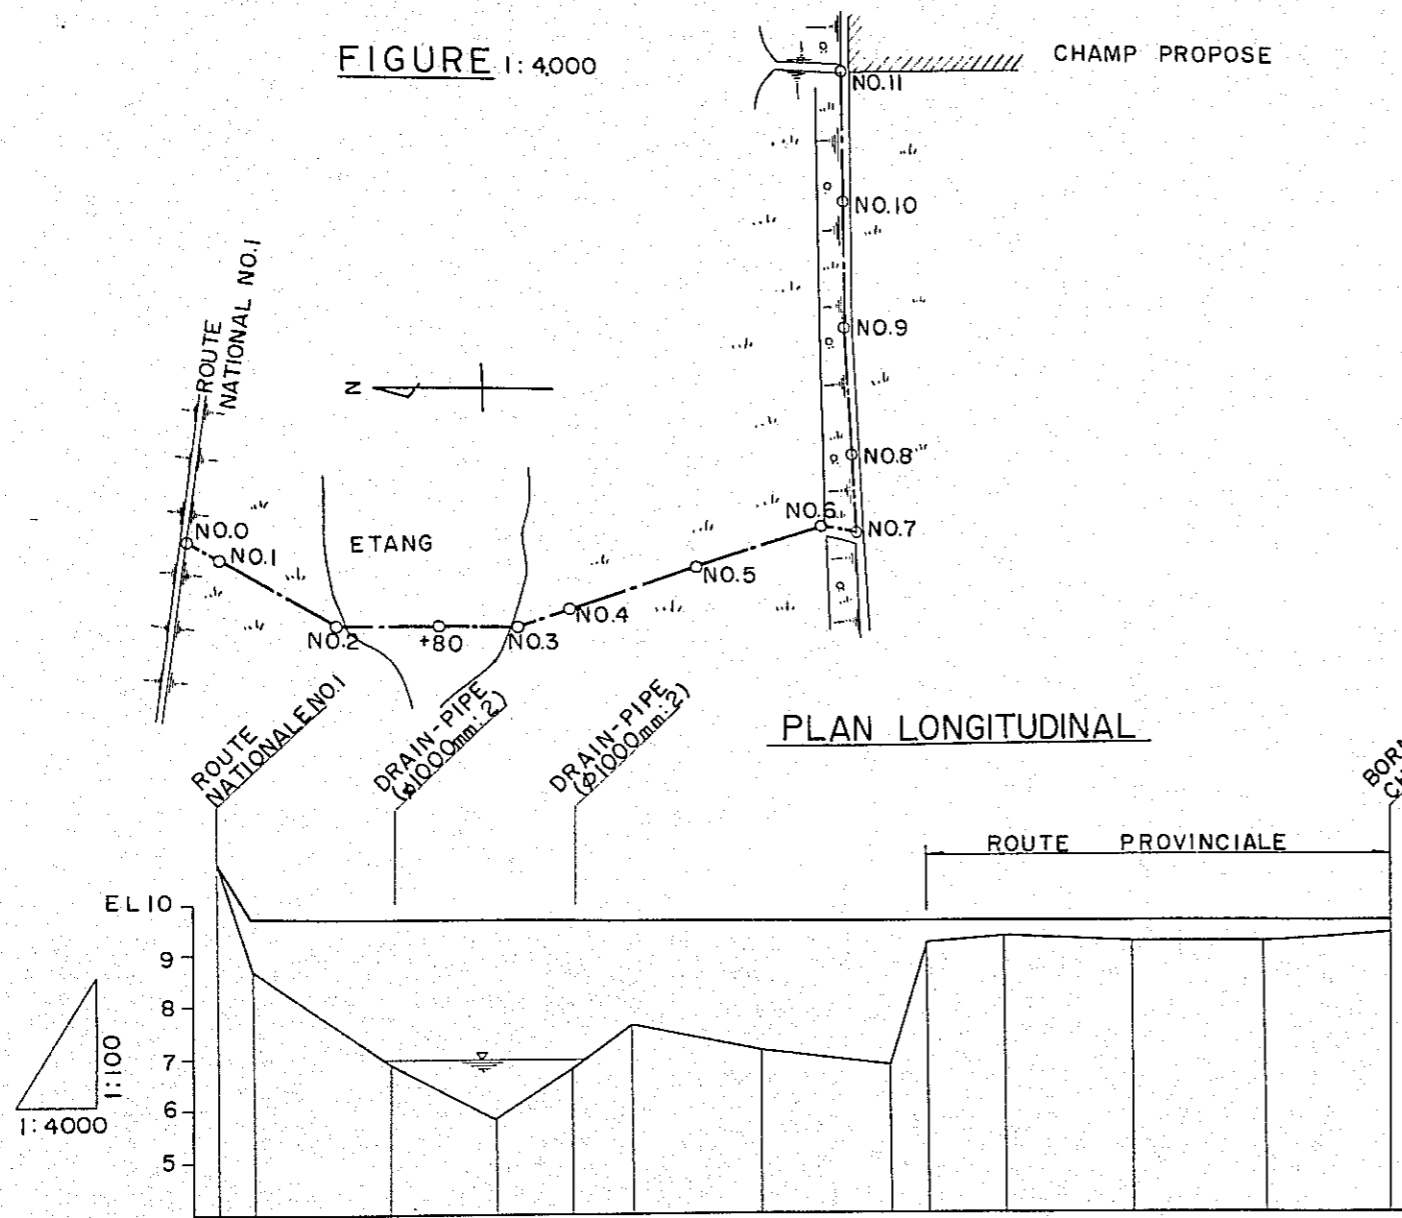 FIGURE 1:4,000
CHAMP PROPOSE
NO.11
NO.10
ROUTE
NATIONAL NO.1
NO.9
N
NO.8
NO.6
NO.7
NO.0
NO.1
ETANG
NO.5
NO.4
NO.2
+80
NO.3
PLAN LONGITUDINAL
ROUTE
NATIONALE NO.1
DRAIN-PIPE
(φ1000mm:2)
DRAIN-PIPE
(φ1000mm:2)
ROUTE PROVINCIALE
EL10
9
8
7
6
5
1:100
1:4000